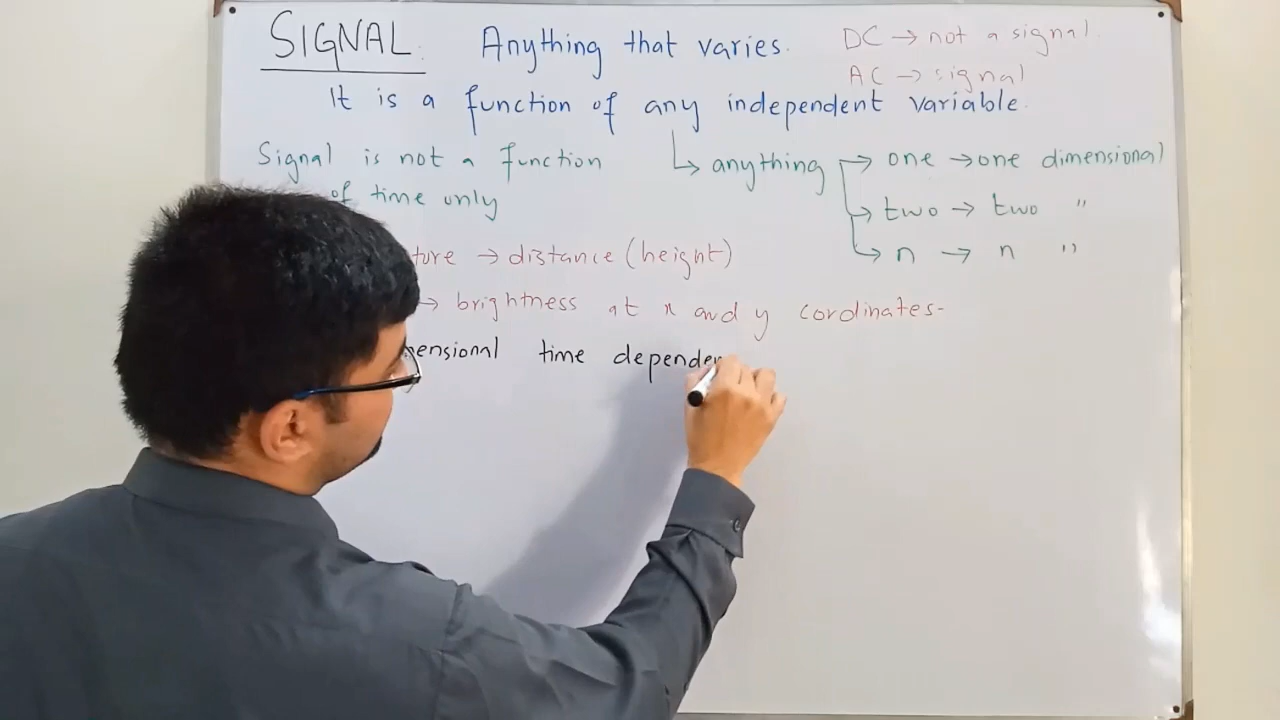 SIGNAL. Anything that varies. DC → not a signal.
AC → signal
It is a function of any independent variable.
Signal is not a function
of time only
↳ anything → one → one dimensional
→ two → two "
→ n → n "
→ distance (height)
→ brightness at x and y cordinates-
time